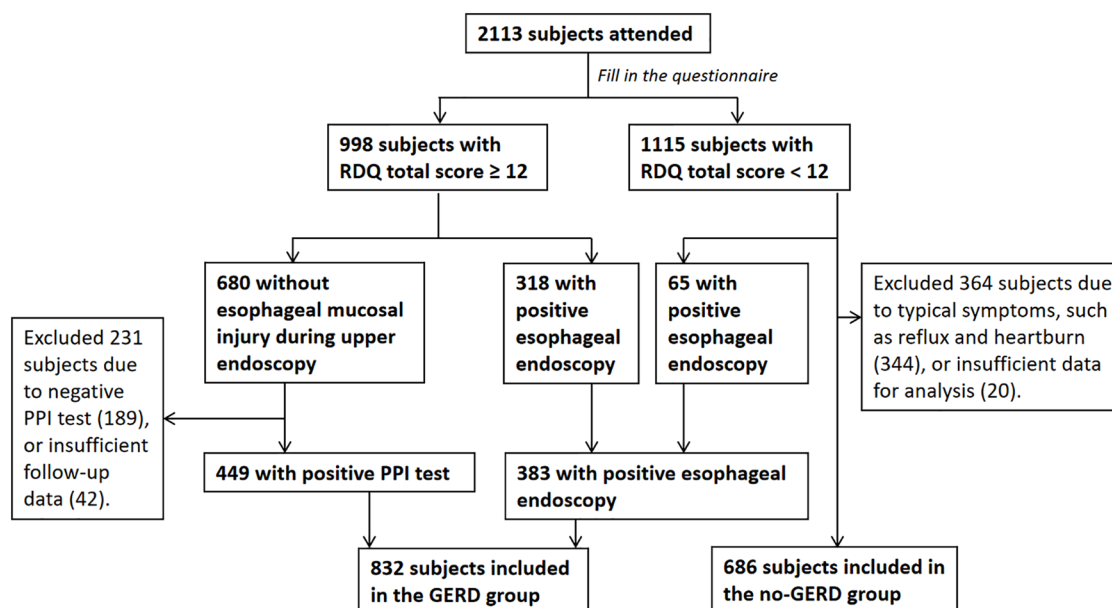 2113 subjects attended
Fill in the questionnaire
998 subjects with
RDQ total score ≥ 12
1115 subjects with
RDQ total score < 12
680 without
esophageal mucosal
injury during upper
endoscopy
318 with
positive
esophageal
endoscopy
65 with
positive
esophageal
endoscopy
Excluded 364 subjects due
to typical symptoms, such
as reflux and heartburn
(344), or insufficient data
for analysis (20).
Excluded 231
subjects due
to negative
PPI test (189),
or insufficient
follow-up
data (42).
449 with positive PPI test
383 with positive esophageal
endoscopy
832 subjects included
in the GERD group
686 subjects included in
the no-GERD group